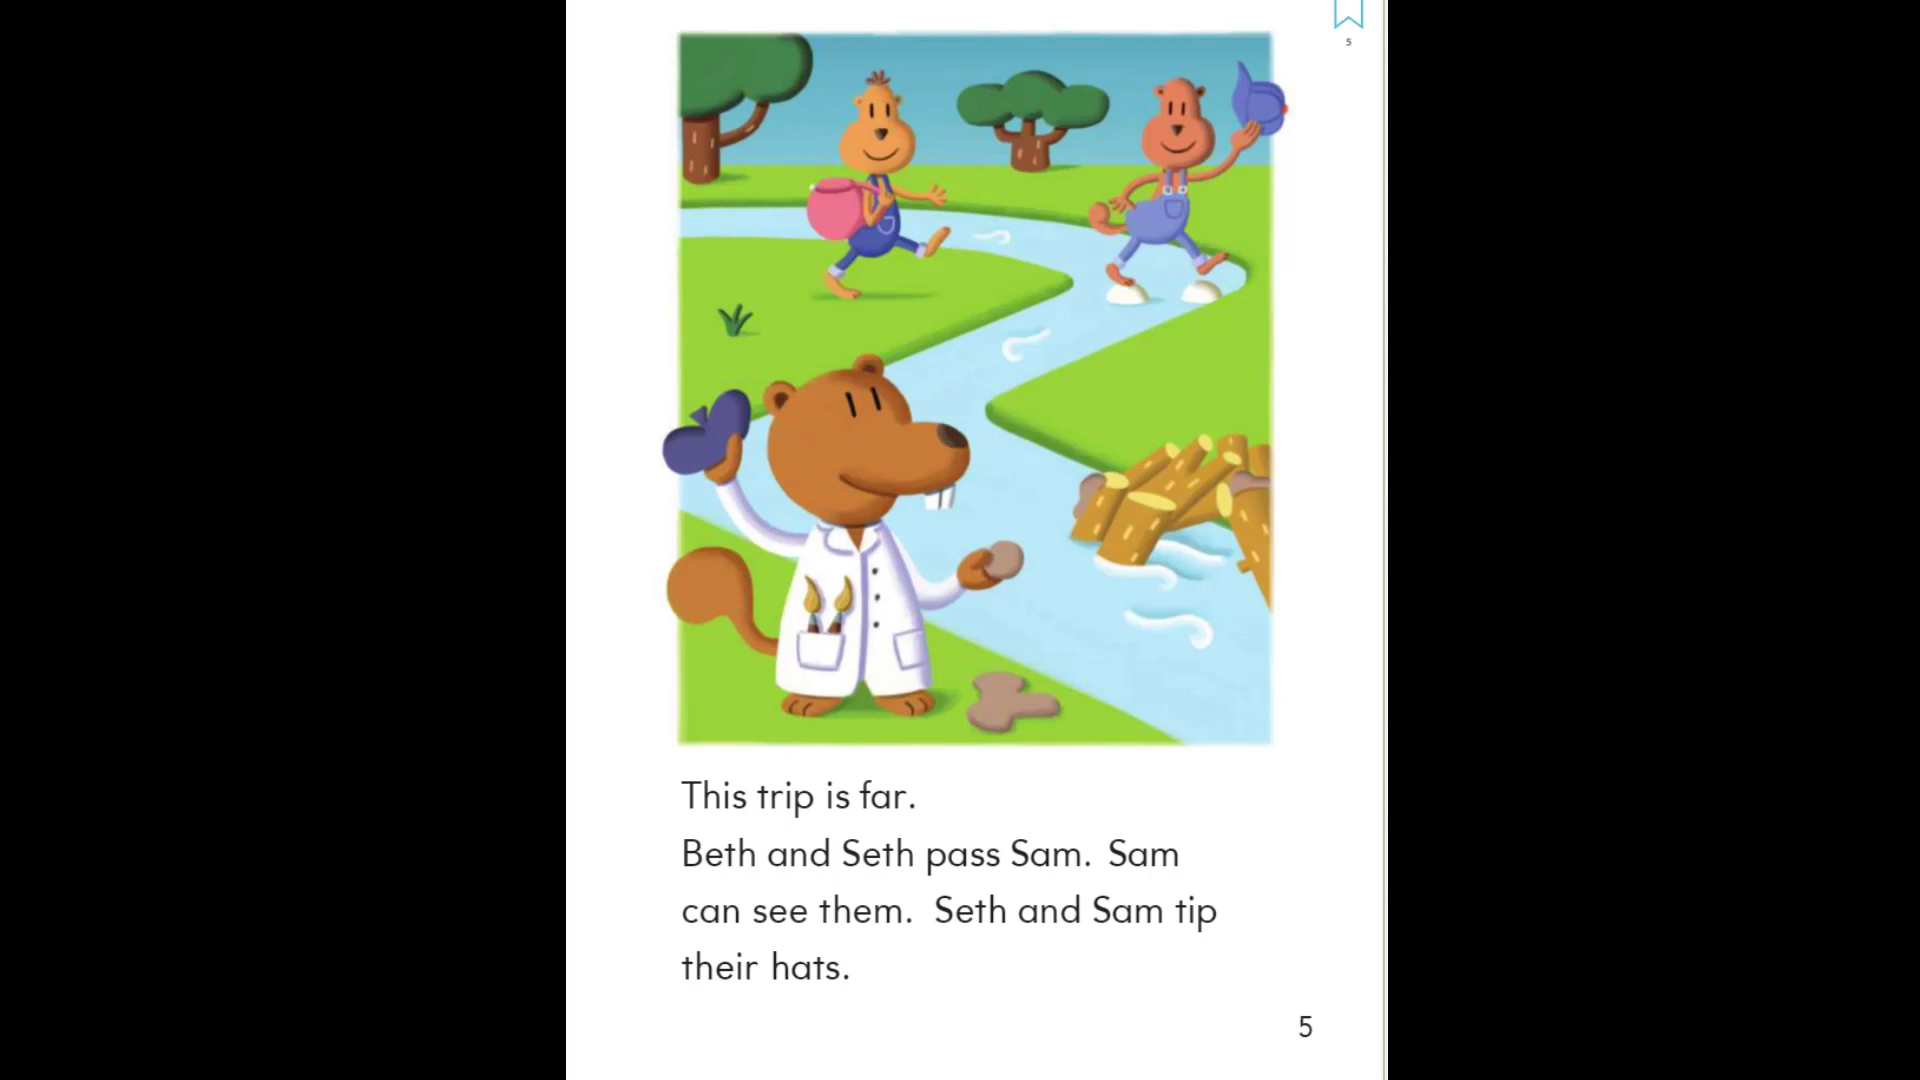 5
This trip is far.
Beth and Seth pass Sam.  Sam
can see them.  Seth and Sam tip
their hats.
5